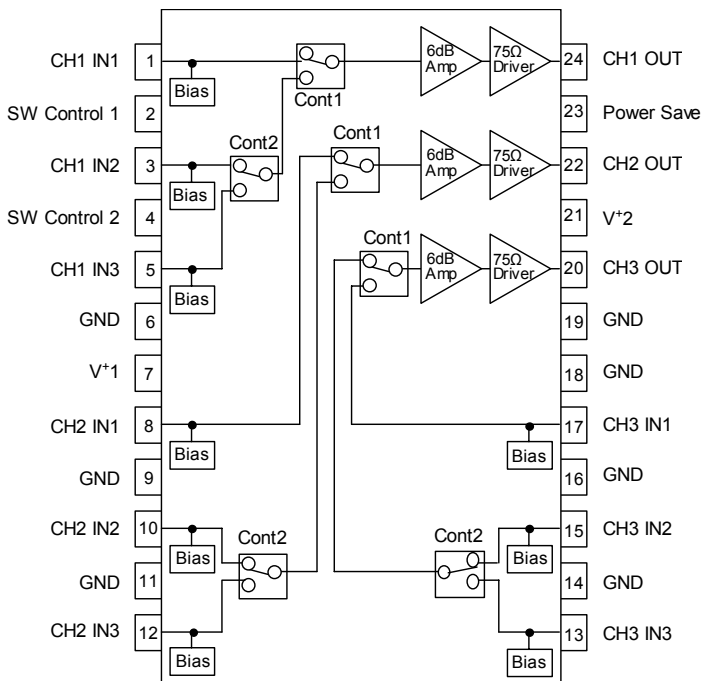 CH1 IN1
1
Bias
Cont1
6dB
Amp
75Ω
Driver
24
CH1 OUT
SW Control 1
2
23
Power Save
CH1 IN2
3
Bias
Cont2
Cont1
6dB
Amp
75Ω
Driver
22
CH2 OUT
SW Control 2
4
21
V⁺2
CH1 IN3
5
Bias
Cont1
6dB
Amp
75Ω
Driver
20
CH3 OUT
GND
6
19
GND
V⁺1
7
18
GND
CH2 IN1
8
Bias
Bias
17
CH3 IN1
GND
9
16
GND
CH2 IN2
10
Bias
Cont2
Cont2
Bias
15
CH3 IN2
GND
11
14
GND
CH2 IN3
12
Bias
Bias
13
CH3 IN3